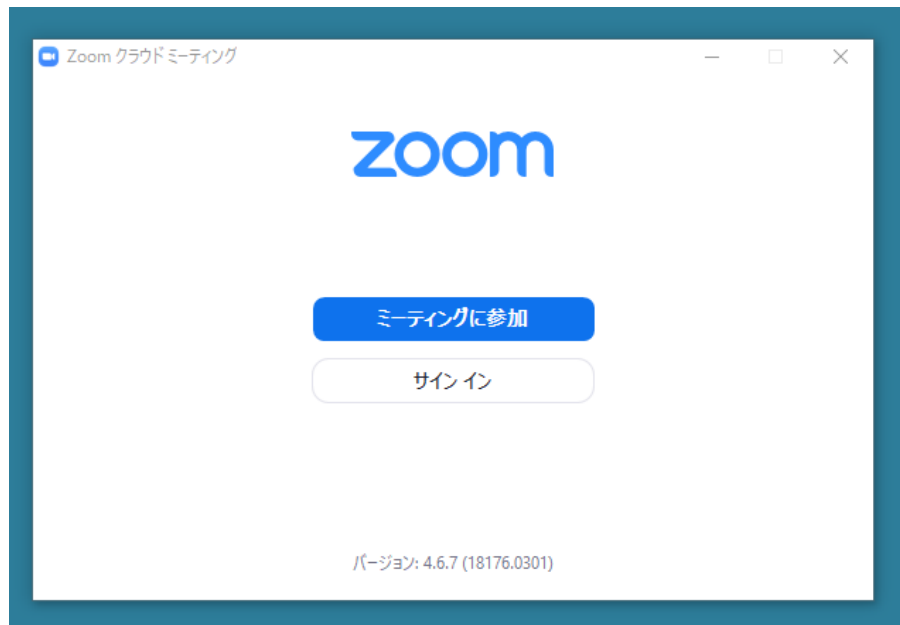 Zoom クラウド ミーティング
zoom
ミーティングに参加
サイン イン
バージョン: 4.6.7 (18176.0301)